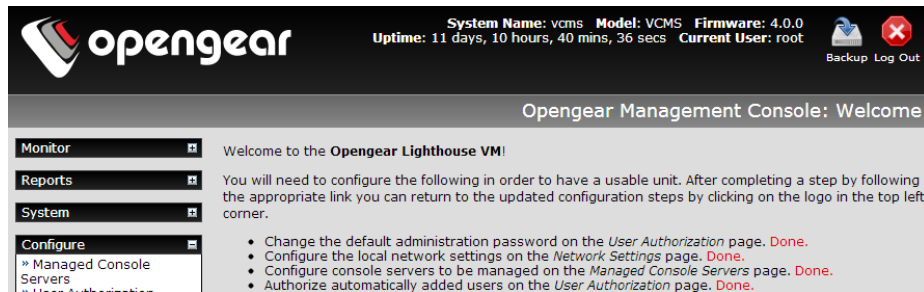 opengear
System Name: vcms Model: VCMS Firmware: 4.0.0
Uptime: 11 days, 10 hours, 40 mins, 36 secs Current User: root
Backup Log Out
Opengear Management Console: Welcome
Monitor
Reports
System
Configure
» Managed Console
Servers
» User Authorization
Welcome to the Opengear Lighthouse VM!
You will need to configure the following in order to have a usable unit. After completing a step by following
the appropriate link you can return to the updated configuration steps by clicking on the logo in the top left
corner.
• Change the default administration password on the User Authorization page. Done.
• Configure the local network settings on the Network Settings page. Done.
• Configure console servers to be managed on the Managed Console Servers page. Done.
• Authorize automatically added users on the User Authorization page. Done.